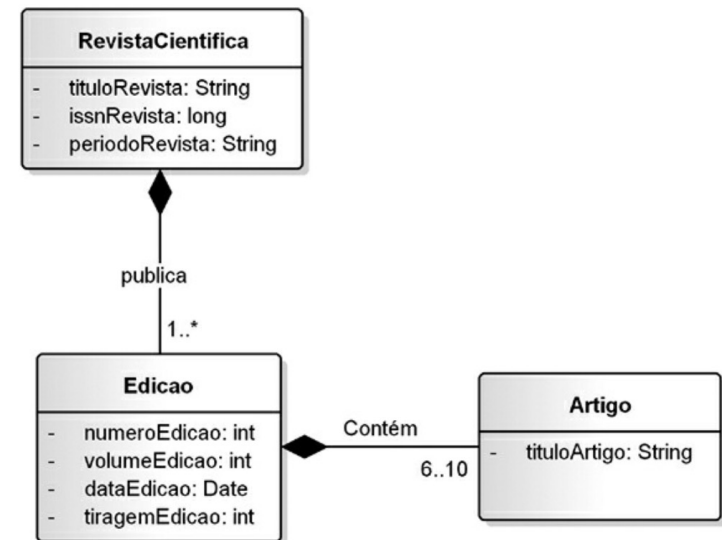 RevistaCientifica
- tituloRevista: String
- issnRevista: long
- periodoRevista: String
publica
1..*
Edicao
- numeroEdicao: int
- volumeEdicao: int
- dataEdicao: Date
- tiragemEdicao: int
Contém
6..10
Artigo
- tituloArtigo: String